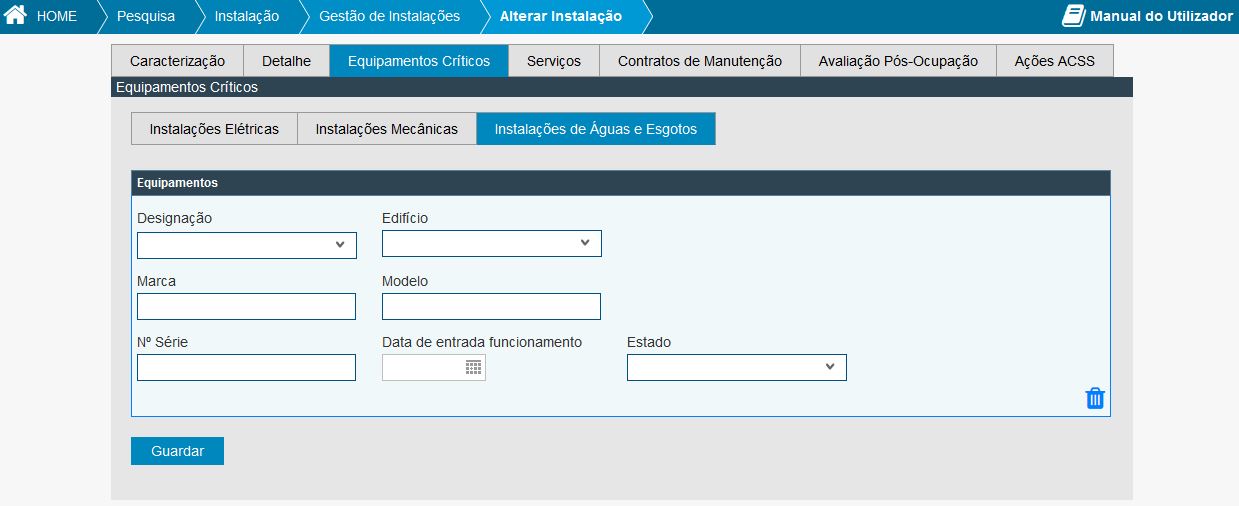 HOME Pesquisa Instalação Gestão de Instalações Alterar Instalação Manual do Utilizador
Caracterização Detalhe Equipamentos Críticos Serviços Contratos de Manutenção Avaliação Pós-Ocupação Ações ACSS
Equipamentos Críticos
Instalações Elétricas Instalações Mecânicas Instalações de Águas e Esgotos
Equipamentos
Designação Edifício
Marca Modelo
Nº Série Data de entrada funcionamento Estado
Guardar